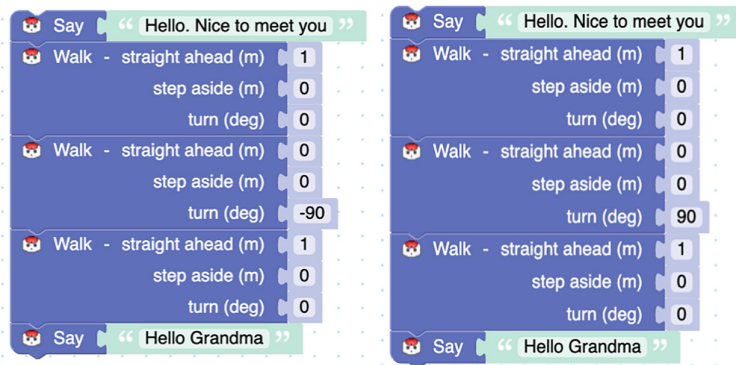 Say “ Hello. Nice to meet you ”
Walk - straight ahead (m) 1
step aside (m) 0
turn (deg) 0
Walk - straight ahead (m) 0
step aside (m) 0
turn (deg) -90
Walk - straight ahead (m) 1
step aside (m) 0
turn (deg) 0
Say “ Hello Grandma ”
Say “ Hello. Nice to meet you ”
Walk - straight ahead (m) 1
step aside (m) 0
turn (deg) 0
Walk - straight ahead (m) 0
step aside (m) 0
turn (deg) 90
Walk - straight ahead (m) 1
step aside (m) 0
turn (deg) 0
Say “ Hello Grandma ”